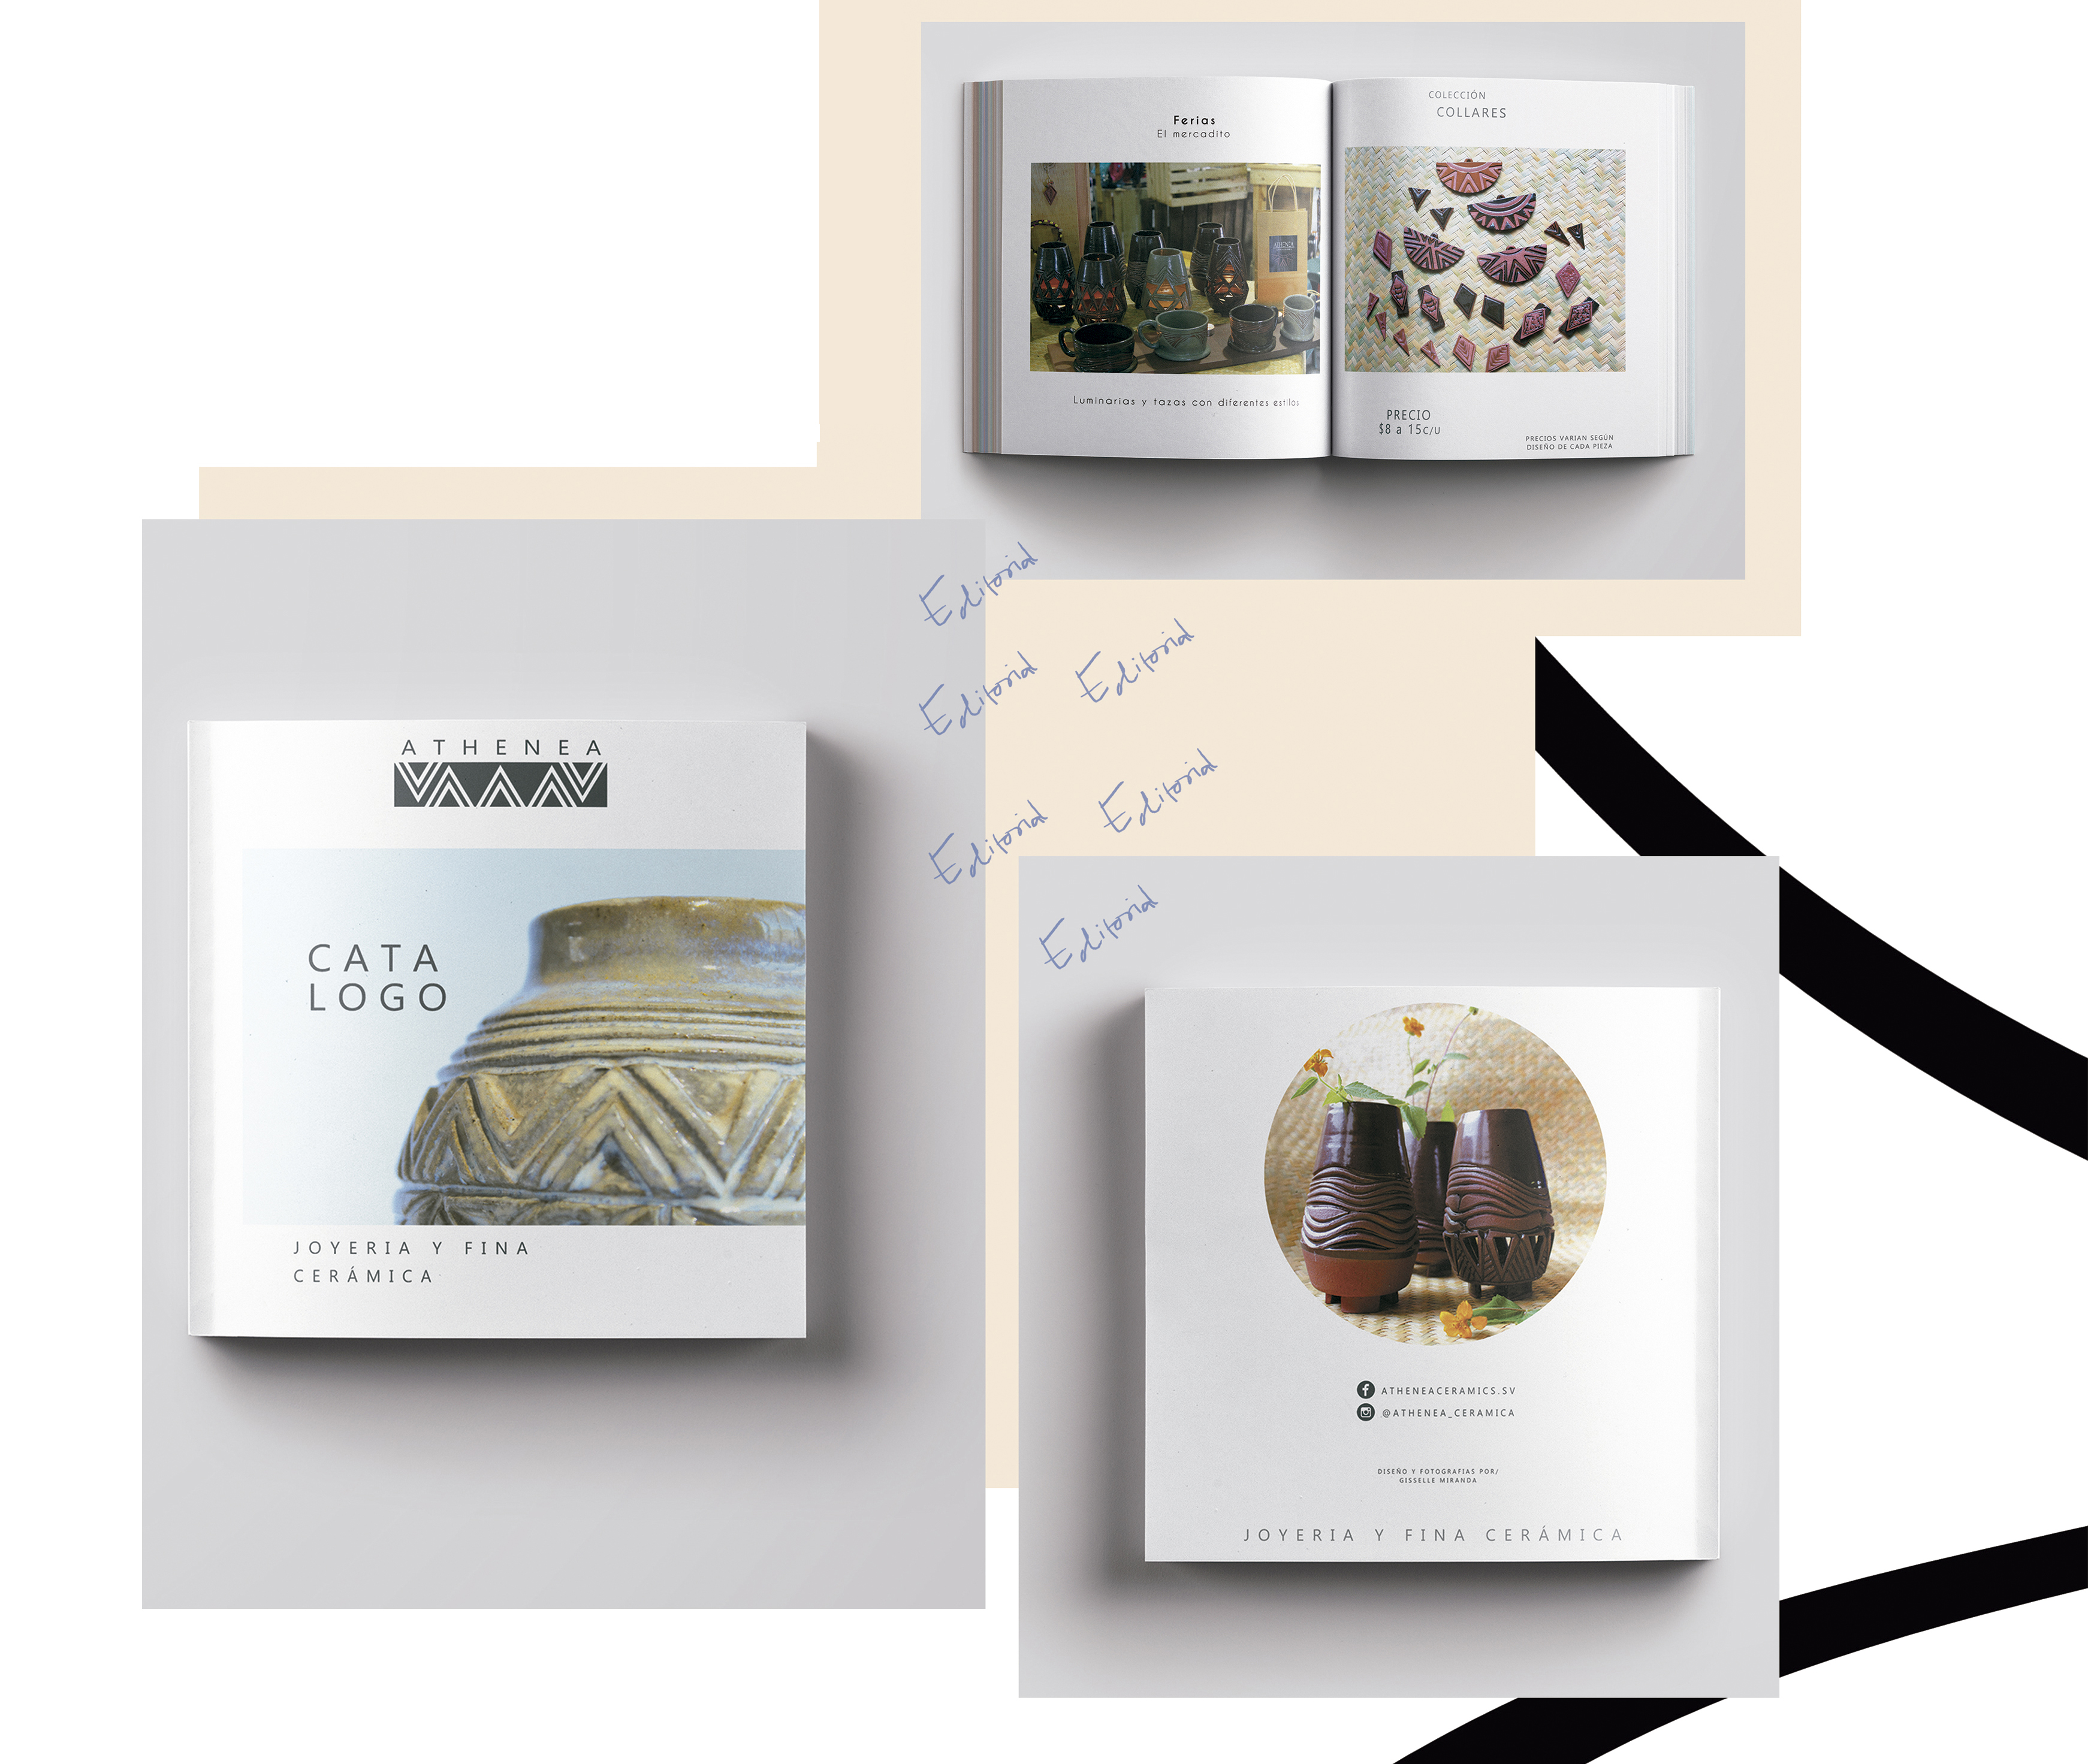 Ferias
El mercadito
Luminarias y tazas con diferentes estilos
COLECCIÓN
COLLARES
PRECIO
$8 a 15C/U
PRECIOS VARIAN SEGÚN
DISEÑO DE CADA PIEZA
Editorial
Editorial
Editorial
Editorial
Editorial
Editorial
ATHENEA
CATA
LOGO
JOYERIA Y FINA
CERÁMICA
ATHENEACERAMICS.SV
@ATHENEA_CERAMICA
DISEÑO Y FOTOGRAFIAS POR/
GISSELLE MIRANDA
JOYERIA Y FINA CERÁMICA